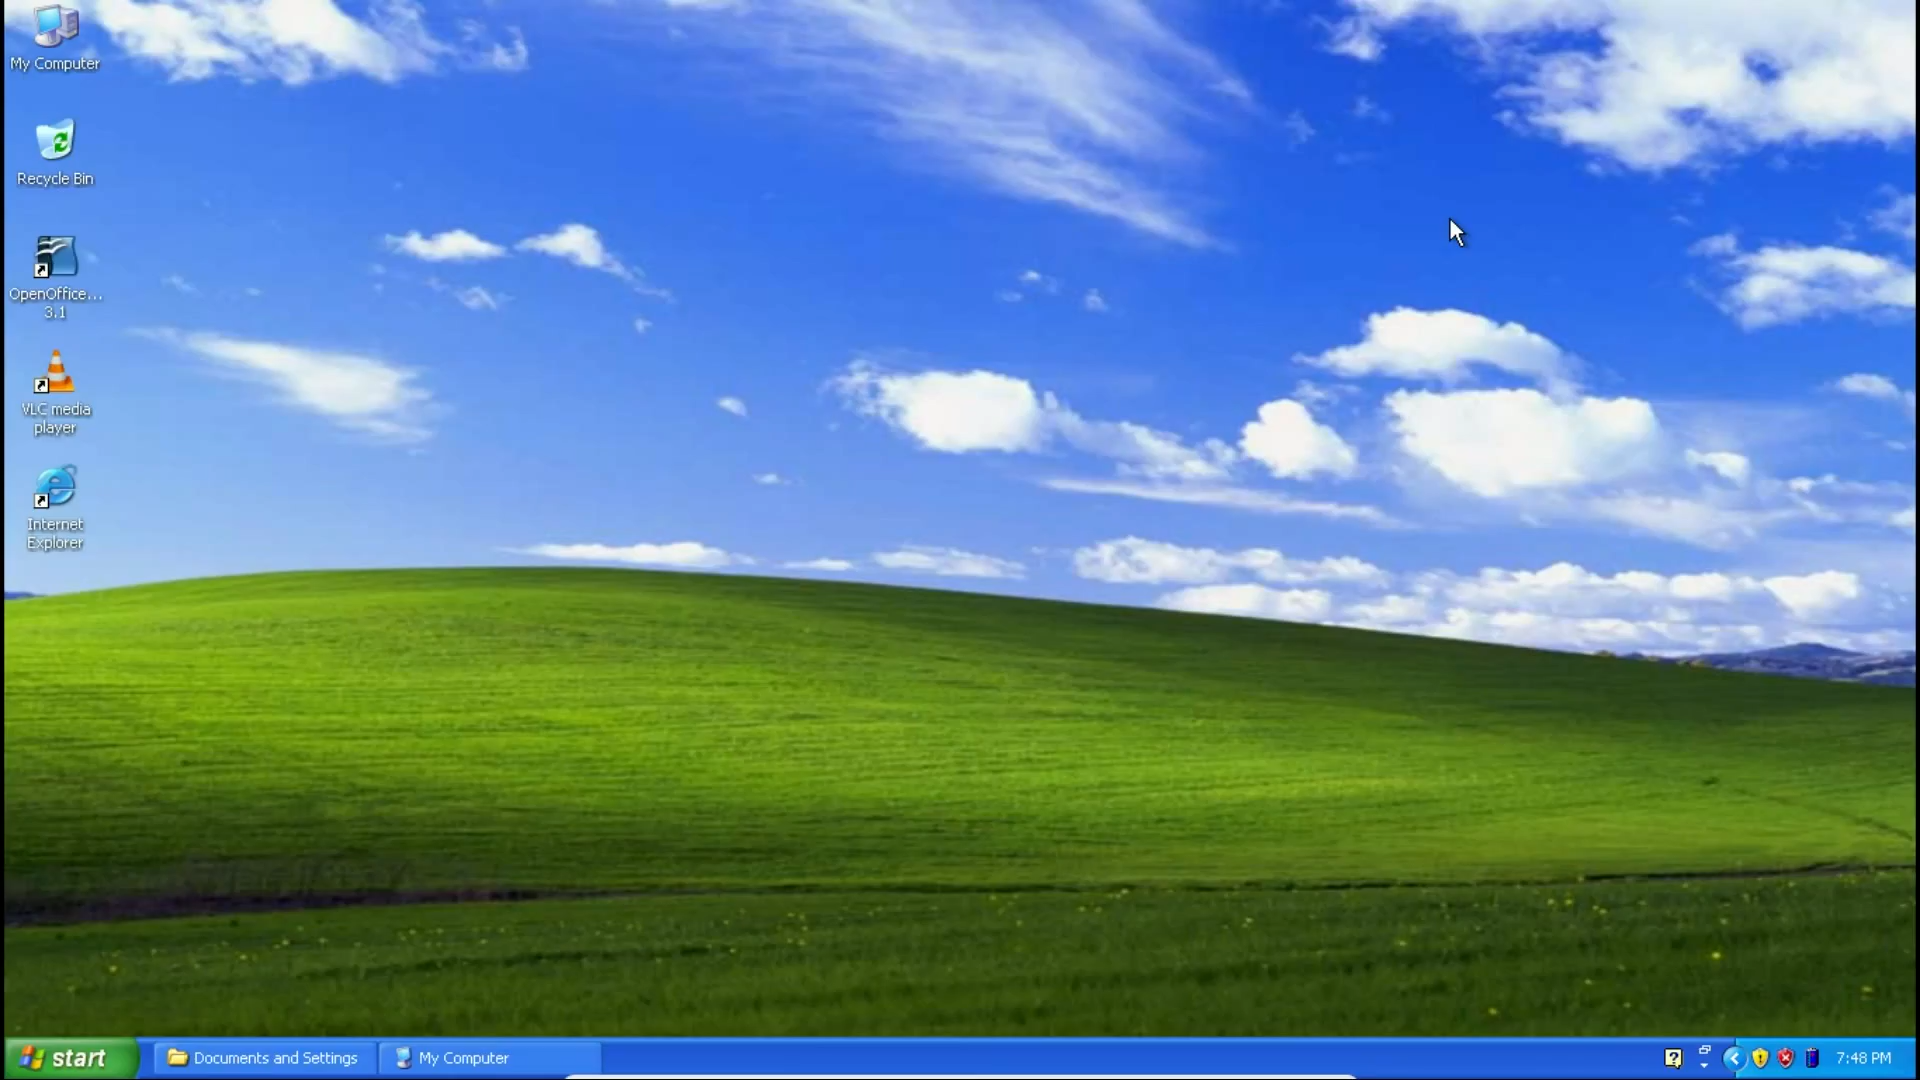 My Computer
Recycle Bin
OpenOffice...
3.1
VLC media
player
Internet
Explorer
start
Documents and Settings
My Computer
7:48 PM